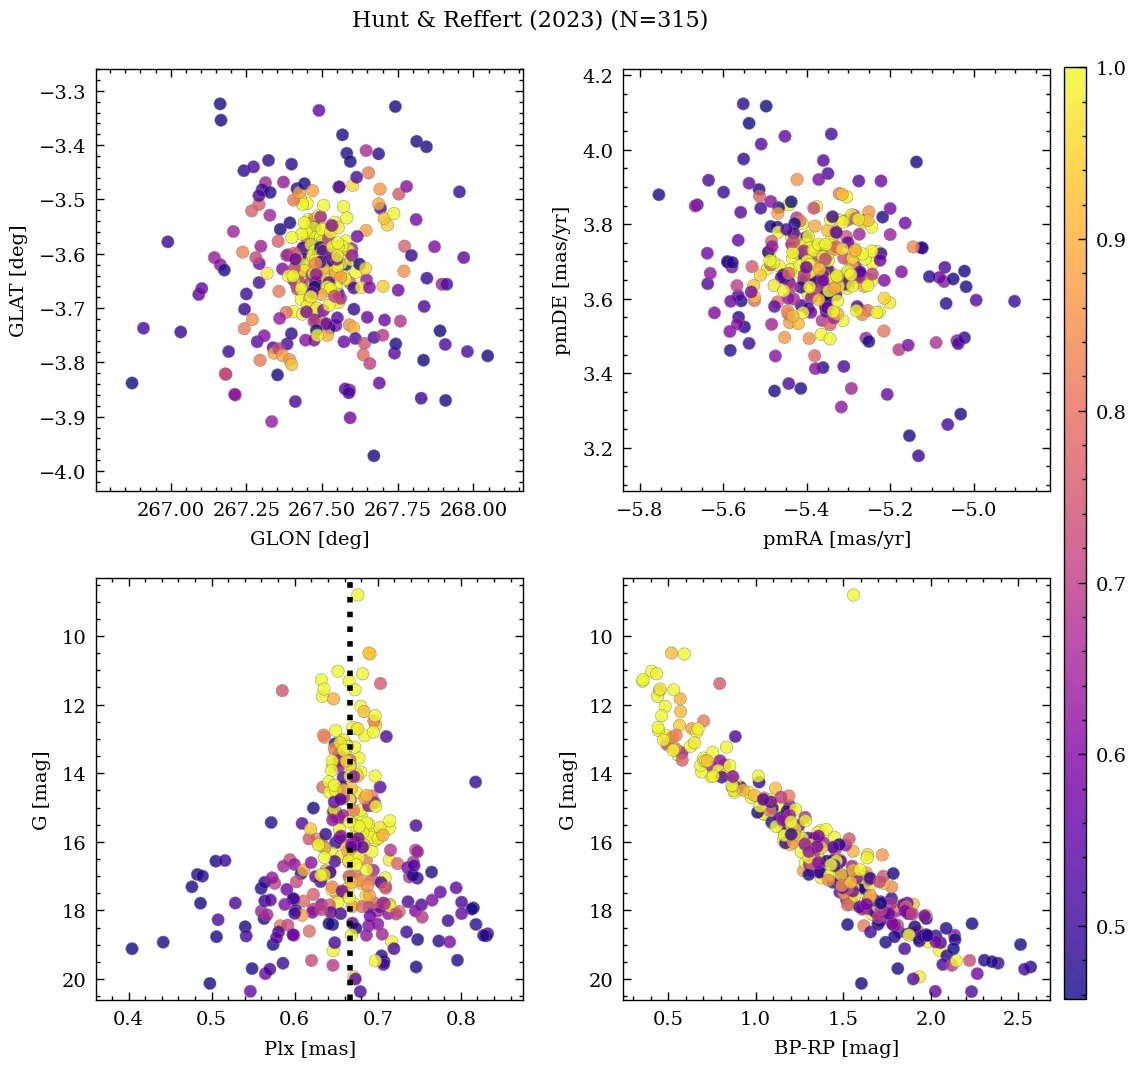 Hunt & Reffert (2023) (N=315)
−3.3
−3.4
−3.5
−3.6
−3.7
−3.8
−3.9
−4.0
GLAT [deg]
267.00 267.25 267.50 267.75 268.00
GLON [deg]
4.2
4.0
3.8
3.6
3.4
3.2
pmDE [mas/yr]
−5.8 −5.6 −5.4 −5.2 −5.0
pmRA [mas/yr]
10
12
14
16
18
20
G [mag]
0.4 0.5 0.6 0.7 0.8
Plx [mas]
10
12
14
16
18
20
G [mag]
0.5 1.0 1.5 2.0 2.5
BP-RP [mag]
1.0
0.9
0.8
0.7
0.6
0.5